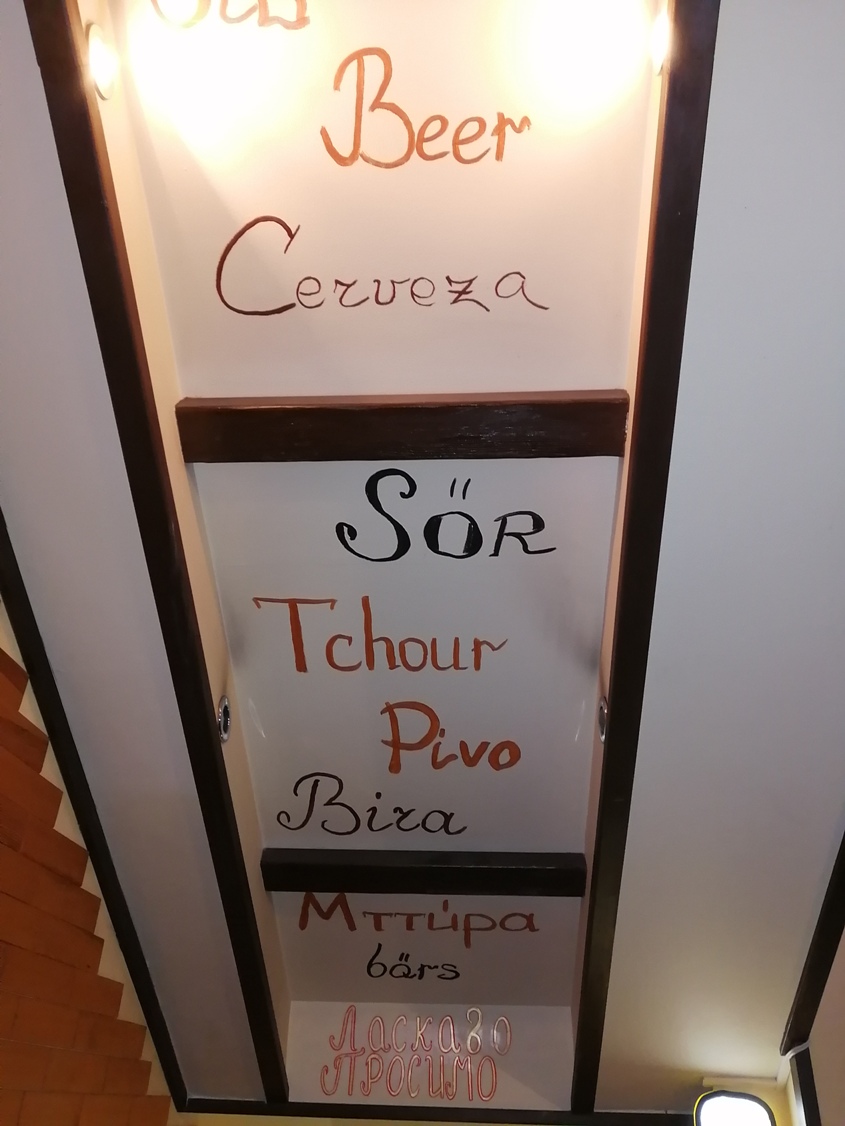 Beer
Cerveza
Sör
Tchour
Pivo
Bira
Μπύρα
bärs
Ласкаво
Просимо